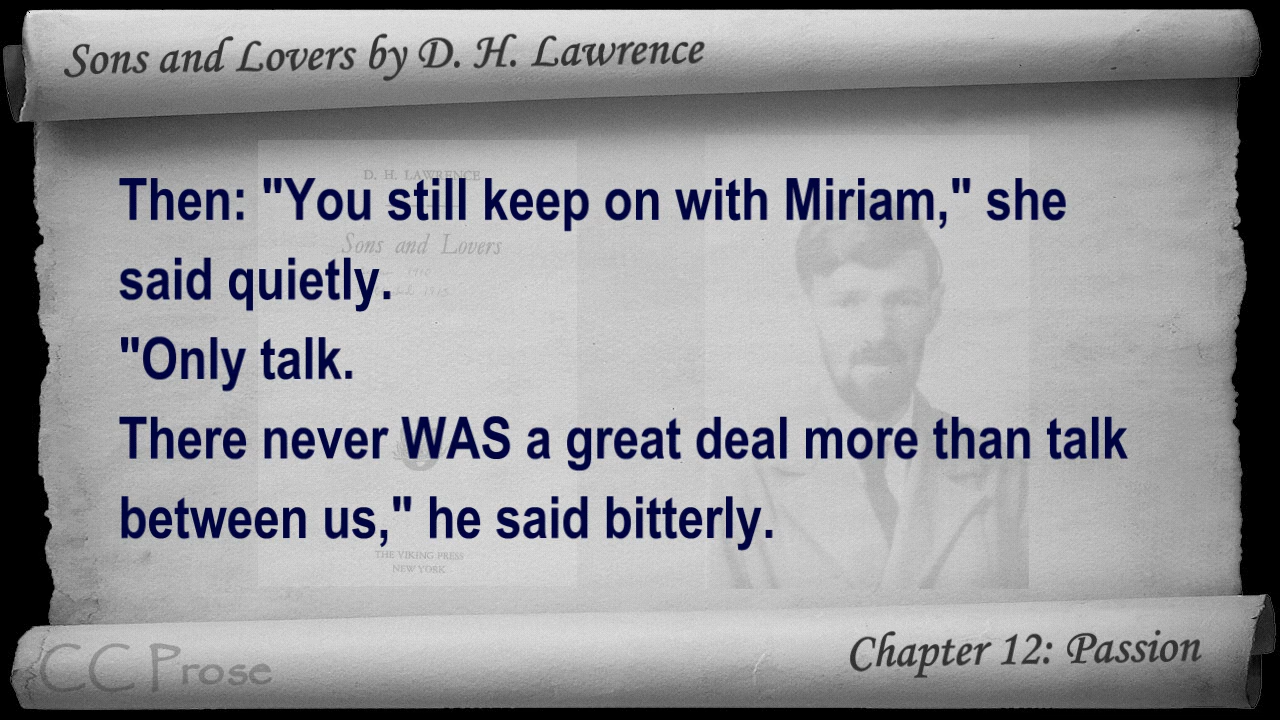 Sons and Lovers by D. H. Lawrence
D. H. LAWRENCE
Then: "You still keep on with Miriam," she
Sons and Lovers
said quietly.
"Only talk.
There never WAS a great deal more than talk
between us," he said bitterly.
THE VIKING PRESS
NEW YORK
CC Prose
Chapter 12: Passion